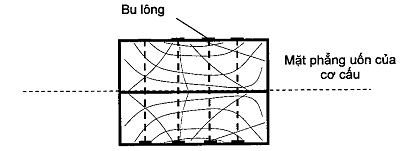 Bu lông
Mặt phẳng uốn của
cơ cấu